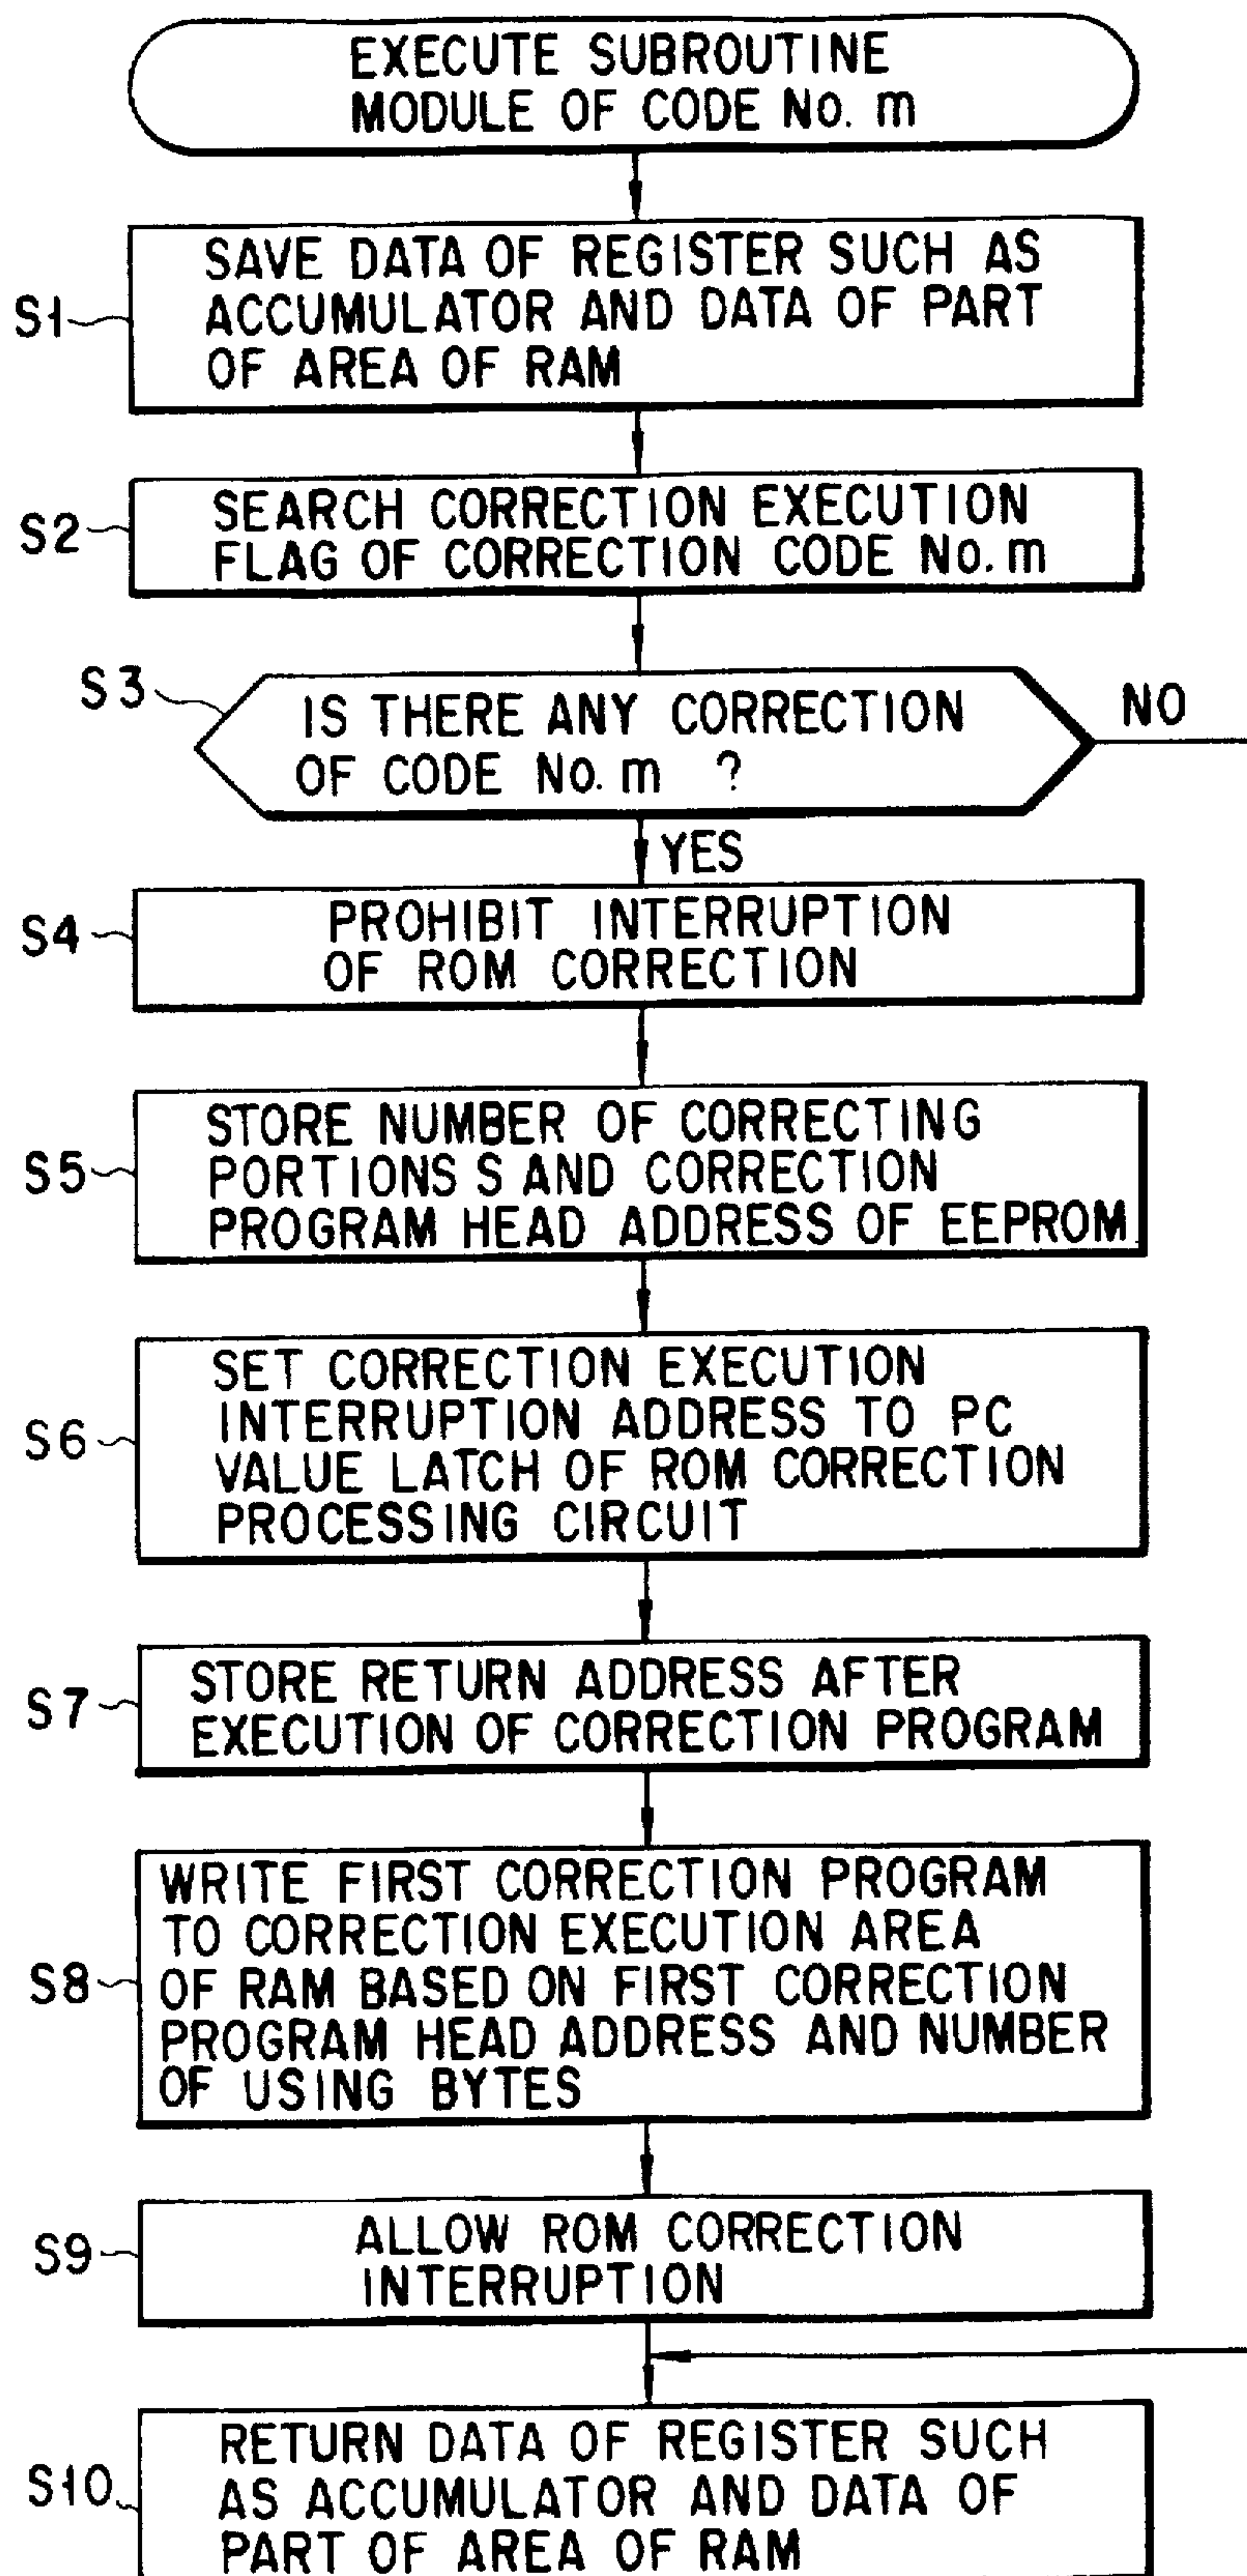 EXECUTE SUBROUTINE
MODULE OF CODE No. m
S1
SAVE DATA OF REGISTER SUCH AS
ACCUMULATOR AND DATA OF PART
OF AREA OF RAM
S2
SEARCH CORRECTION EXECUTION
FLAG OF CORRECTION CODE No. m
S3
IS THERE ANY CORRECTION
OF CODE No. m ?
NO
YES
S4
PROHIBIT INTERRUPTION
OF ROM CORRECTION
S5
STORE NUMBER OF CORRECTING
PORTIONS S AND CORRECTION
PROGRAM HEAD ADDRESS OF EEPROM
S6
SET CORRECTION EXECUTION
INTERRUPTION ADDRESS TO PC
VALUE LATCH OF ROM CORRECTION
PROCESSING CIRCUIT
S7
STORE RETURN ADDRESS AFTER
EXECUTION OF CORRECTION PROGRAM
S8
WRITE FIRST CORRECTION PROGRAM
TO CORRECTION EXECUTION AREA
OF RAM BASED ON FIRST CORRECTION
PROGRAM HEAD ADDRESS AND NUMBER
OF USING BYTES
S9
ALLOW ROM CORRECTION
INTERRUPTION
S10
RETURN DATA OF REGISTER SUCH
AS ACCUMULATOR AND DATA OF
PART OF AREA OF RAM